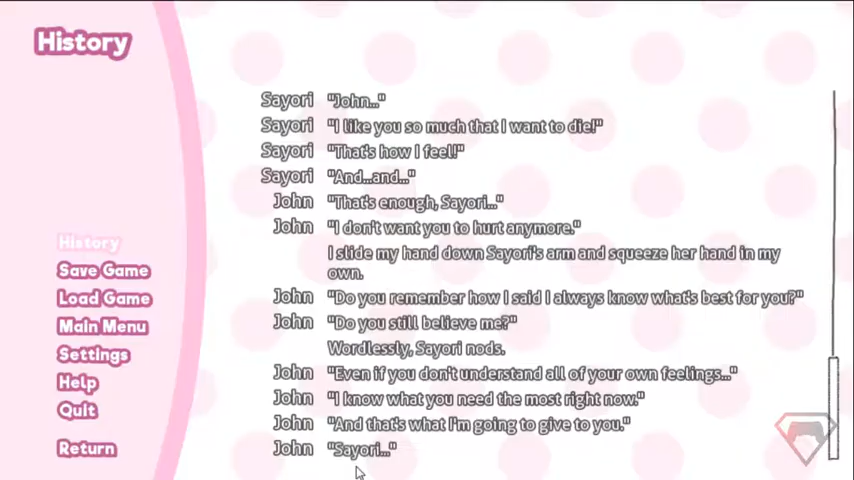 History
Sayori "John..."
Sayori "I like you so much that I want to die!"
Sayori "That's how I feel!"
Sayori "And...and..."
John "That's enough, Sayori..."
John "I don't want you to hurt anymore."
I slide my hand down Sayori's arm and squeeze her hand in my
own.
John "Do you remember how I said I always know what's best for you?"
John "Do you still believe me?"
Wordlessly, Sayori nods.
John "Even if you don't understand all of your own feelings..."
John "I know what you need the most right now."
John "And that's what I'm going to give to you."
John "Sayori..."
History
Save Game
Load Game
Main Menu
Settings
Help
Quit
Return